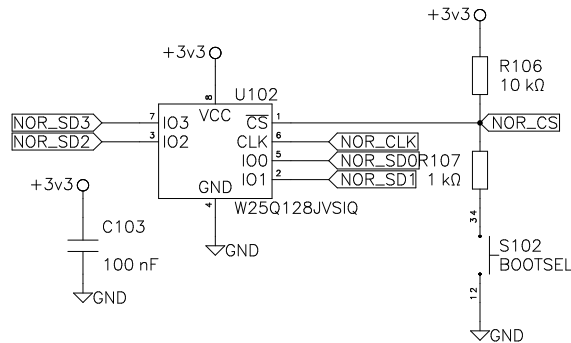 +3v3
R106
10 kΩ
+3v3
U102
8
VCC
NOR_SD3
7
IO3
CS
1
NOR_CS
NOR_SD2
3
IO2
CLK
6
NOR_CLK
IO0
5
NOR_SD0
R107
1 kΩ
IO1
2
NOR_SD1
GND
4
W25Q128JVSIQ
+3v3
C103
100 nF
GND
GND
34
S102
BOOTSEL
12
GND